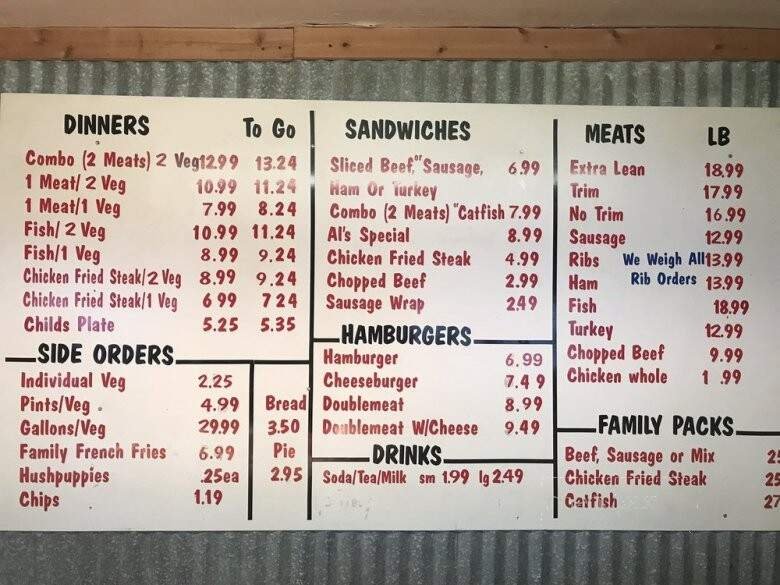 DINNERS To Go
Combo (2 Meats) 2 Veg 12.99 13.24
1 Meat/ 2 Veg 10.99 11.24
1 Meat/1 Veg 7.99 8.24
Fish/ 2 Veg 10.99 11.24
Fish/1 Veg 8.99 9.24
Chicken Fried Steak/2 Veg 8.99 9.24
Chicken Fried Steak/1 Veg 6 99 7 24
Childs Plate 5.25 5.35
SIDE ORDERS
Individual Veg 2.25
Pints/Veg 4.99
Gallons/Veg 29.99
Family French Fries 6.99
Hushpuppies .25ea
Chips 1.19
Bread
3.50
Pie
2.95
SANDWICHES
Sliced Beef," Sausage, 6.99
Ham Or Turkey
Combo (2 Meats) "Catfish 7.99
Al's Special 8.99
Chicken Fried Steak 4.99
Chopped Beef 2.99
Sausage Wrap 2.49
HAMBURGERS
Hamburger 6.99
Cheeseburger 7.4 9
Doublemeat 8.99
Doublemeat W/Cheese 9.49
DRINKS
Soda/Tea/Milk sm 1.99 lg 2.49
MEATS LB
Extra Lean 18.99
Trim 17.99
No Trim 16.99
Sausage 12.99
Ribs We Weigh All 13.99
Ham Rib Orders 13.99
Fish 18.99
Turkey 12.99
Chopped Beef 9.99
Chicken whole 1 .99
FAMILY PACKS
Beef, Sausage or Mix
Chicken Fried Steak
Catfish